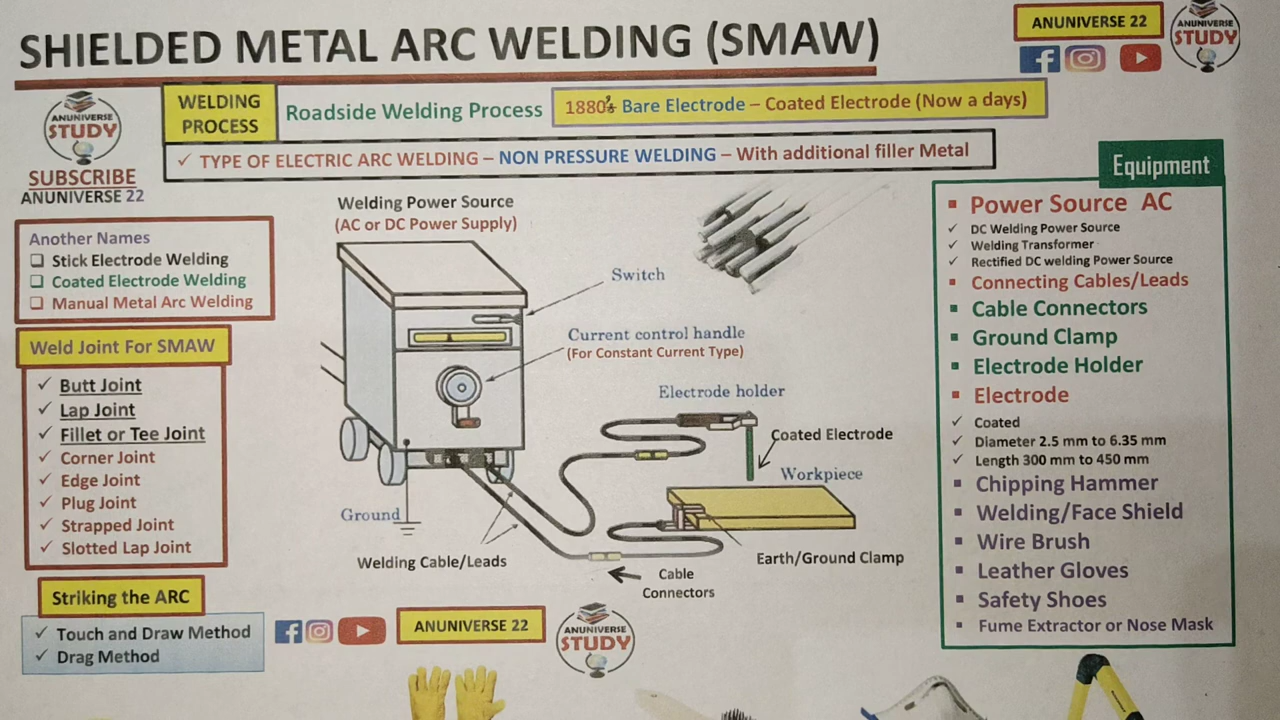 SHIELDED METAL ARC WELDING (SMAW)
ANUNIVERSE 22
ANUNIVERSE
STUDY
ANUNIVERSE
STUDY
SUBSCRIBE
ANUNIVERSE 22
WELDING
PROCESS
Roadside Welding Process
1880's Bare Electrode – Coated Electrode (Now a days)
✓ TYPE OF ELECTRIC ARC WELDING – NON PRESSURE WELDING – With additional filler Metal
Another Names
❑ Stick Electrode Welding
❑ Coated Electrode Welding
❑ Manual Metal Arc Welding
Weld Joint For SMAW
✓ Butt Joint
✓ Lap Joint
✓ Fillet or Tee Joint
✓ Corner Joint
✓ Edge Joint
✓ Plug Joint
✓ Strapped Joint
✓ Slotted Lap Joint
Striking the ARC
✓ Touch and Draw Method
✓ Drag Method
Welding Power Source
(AC or DC Power Supply)
Switch
Current control handle
(For Constant Current Type)
Electrode holder
Coated Electrode
Workpiece
Ground
Welding Cable/Leads
Earth/Ground Clamp
Cable
Connectors
ANUNIVERSE 22
ANUNIVERSE
STUDY
Equipment
▪ Power Source AC
✓ DC Welding Power Source
✓ Welding Transformer
✓ Rectified DC welding Power Source
▪ Connecting Cables/Leads
▪ Cable Connectors
▪ Ground Clamp
▪ Electrode Holder
▪ Electrode
✓ Coated
✓ Diameter 2.5 mm to 6.35 mm
✓ Length 300 mm to 450 mm
▪ Chipping Hammer
▪ Welding/Face Shield
▪ Wire Brush
▪ Leather Gloves
▪ Safety Shoes
▪ Fume Extractor or Nose Mask